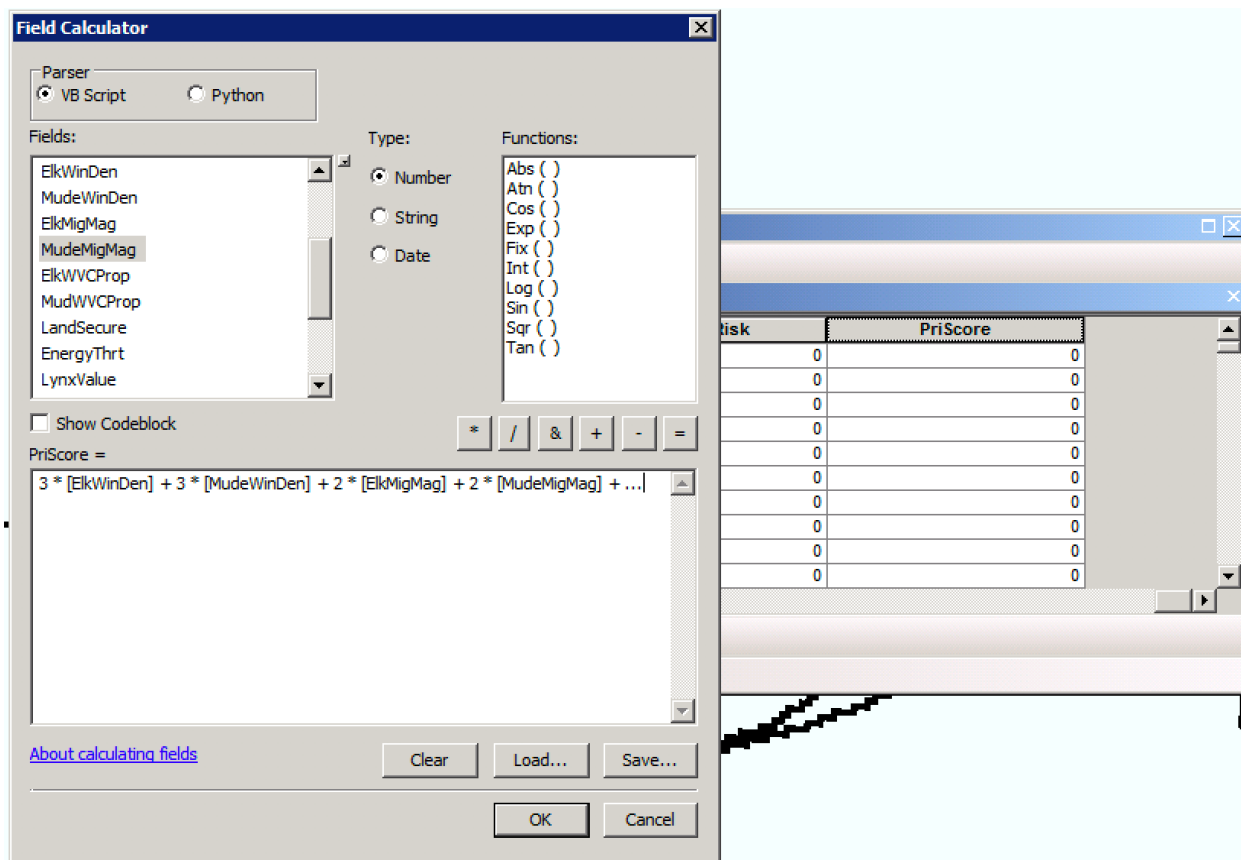 Field Calculator
Parser
VB Script Python
Fields:
Type:
Functions:
ElkWinDen
MudeWinDen
ElkMigMag
MudeMigMag
ElkWVCProp
MudWVCProp
LandSecure
EnergyThrt
LynxValue
Number
String
Date
Abs ( )
Atn ( )
Cos ( )
Exp ( )
Fix ( )
Int ( )
Log ( )
Sin ( )
Sqr ( )
Tan ( )
Show Codeblock
* / & + - =
PriScore =
3 * [ElkWinDen] + 3 * [MudeWinDen] + 2 * [ElkMigMag] + 2 * [MudeMigMag] + ...
About calculating fields
Clear Load... Save...
OK Cancel
isk PriScore
0 0
0 0
0 0
0 0
0 0
0 0
0 0
0 0
0 0
0 0